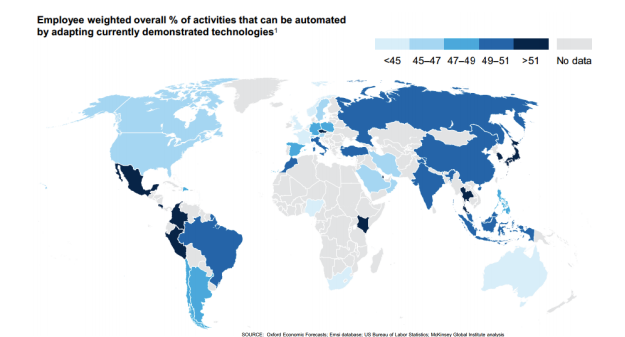 Employee weighted overall % of activities that can be automated
by adapting currently demonstrated technologies¹
<45 45–47 47–49 49–51 >51 No data
SOURCE: Oxford Economic Forecasts; Emsi database; US Bureau of Labor Statistics; McKinsey Global Institute analysis